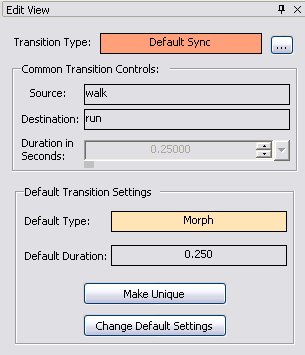 Edit View
Transition Type: Default Sync ...
Common Transition Controls:
Source: walk
Destination: run
Duration in
Seconds: 0.25000
Default Transition Settings
Default Type: Morph
Default Duration: 0.250
Make Unique
Change Default Settings